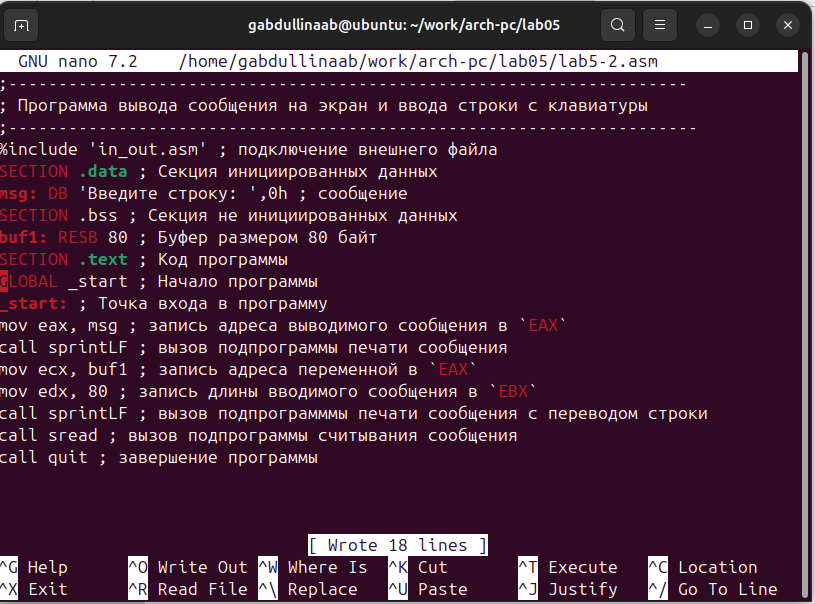 gabdullinaab@ubuntu: ~/work/arch-pc/lab05
GNU nano 7.2 /home/gabdullinaab/work/arch-pc/lab05/lab5-2.asm
;--------------------------------------------------------------------
; Программа вывода сообщения на экран и ввода строки с клавиатуры
;---------------------------------------------------------------------
%include 'in_out.asm' ; подключение внешнего файла
SECTION .data ; Секция инициированных данных
msg: DB 'Введите строку: ',0h ; сообщение
SECTION .bss ; Секция не инициированных данных
buf1: RESB 80 ; Буфер размером 80 байт
SECTION .text ; Код программы
GLOBAL _start ; Начало программы
_start: ; Точка входа в программу
mov eax, msg ; запись адреса выводимого сообщения в `EAX`
call sprintLF ; вызов подпрограммы печати сообщения
mov ecx, buf1 ; запись адреса переменной в `EAX`
mov edx, 80 ; запись длины вводимого сообщения в `EBX`
call sprintLF ; вызов подпрограмммы печати сообщения с переводом строки
call sread ; вызов подпрограммы считывания сообщения
call quit ; завершение программы
[ Wrote 18 lines ]
^G Help ^O Write Out ^W Where Is ^K Cut ^T Execute ^C Location
^X Exit ^R Read File ^\ Replace ^U Paste ^J Justify ^/ Go To Line